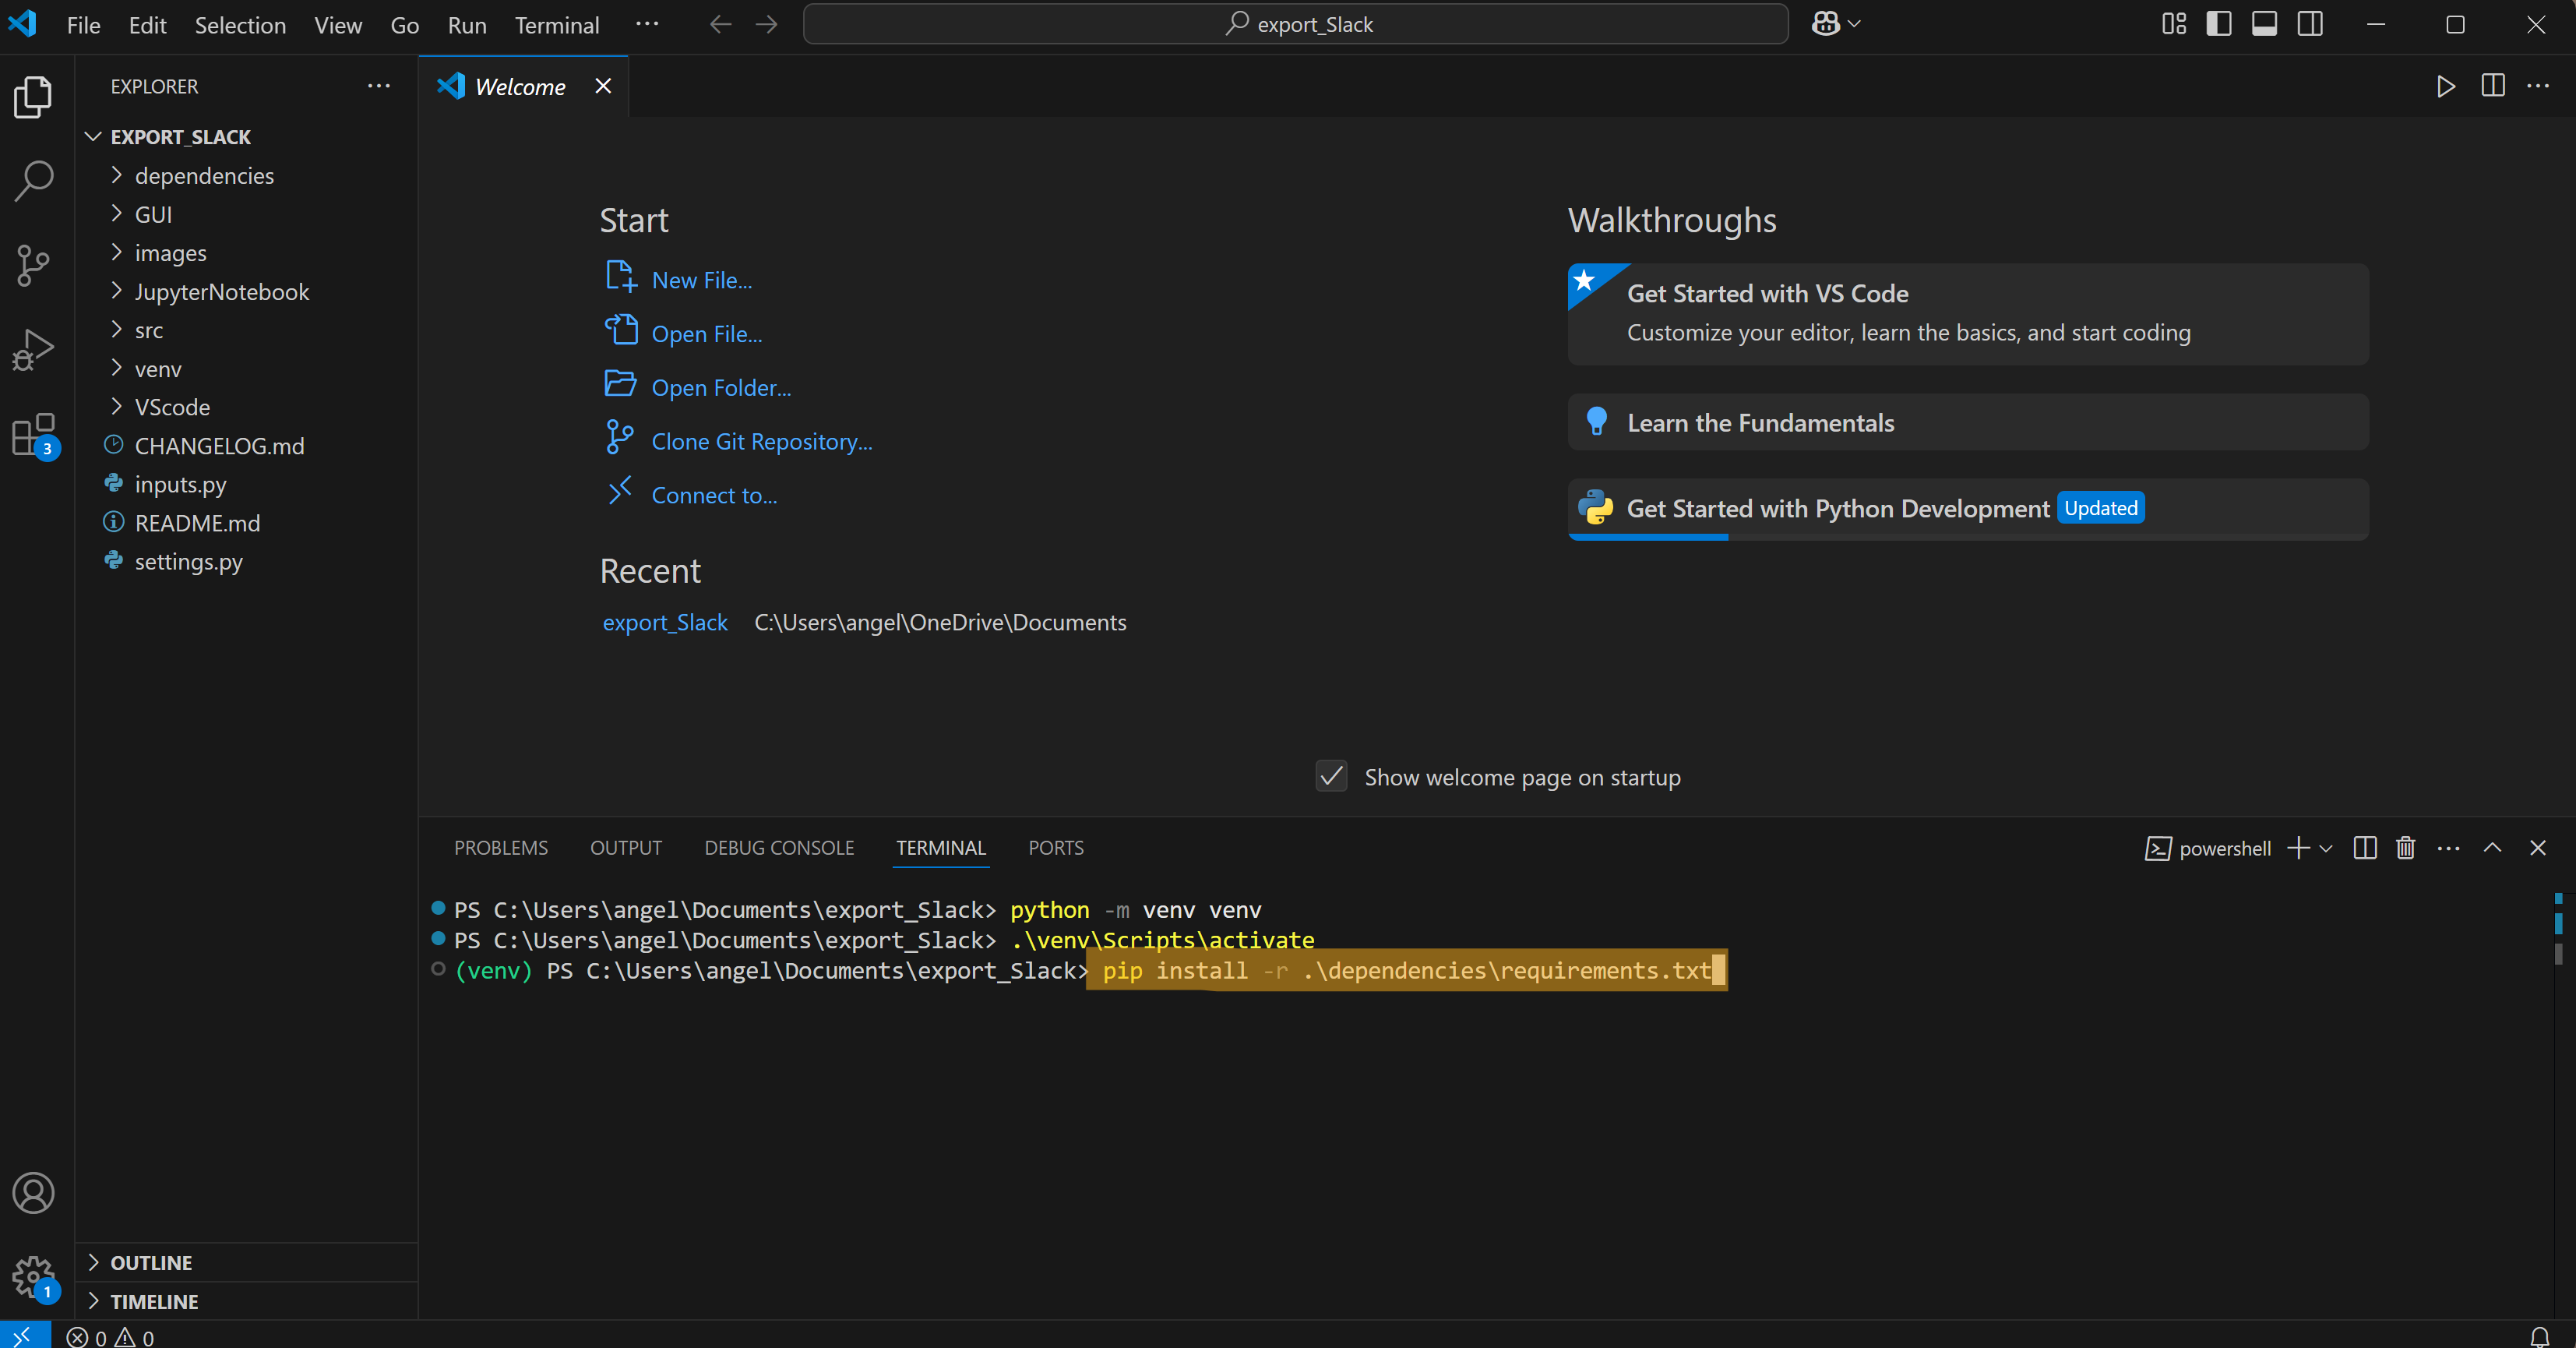 File Edit Selection View Go Run Terminal ··· export_Slack
EXPLORER ···
Welcome
EXPORT_SLACK
dependencies
GUI
images
JupyterNotebook
src
venv
VScode
CHANGELOG.md
inputs.py
README.md
settings.py
3
Start
New File...
Open File...
Open Folder...
Clone Git Repository...
Connect to...
Recent
export_Slack C:\Users\angel\OneDrive\Documents
Walkthroughs
Get Started with VS Code
Customize your editor, learn the basics, and start coding
Learn the Fundamentals
Get Started with Python Development Updated
Show welcome page on startup
PROBLEMS OUTPUT DEBUG CONSOLE TERMINAL PORTS powershell
PS C:\Users\angel\Documents\export_Slack> python -m venv venv
PS C:\Users\angel\Documents\export_Slack> .\venv\Scripts\activate
(venv) PS C:\Users\angel\Documents\export_Slack> pip install -r .\dependencies\requirements.txt
OUTLINE
1
TIMELINE
0 0